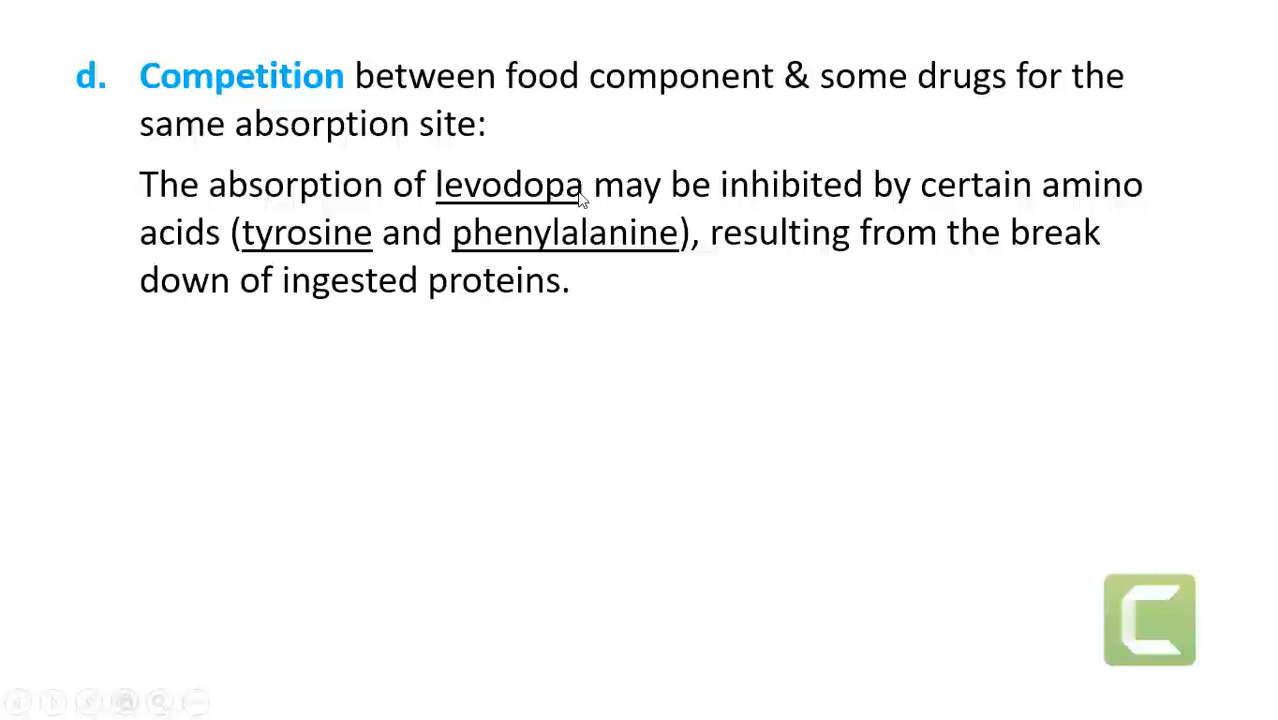 d. Competition between food component & some drugs for the
same absorption site:
The absorption of levodopa may be inhibited by certain amino
acids (tyrosine and phenylalanine), resulting from the break
down of ingested proteins.